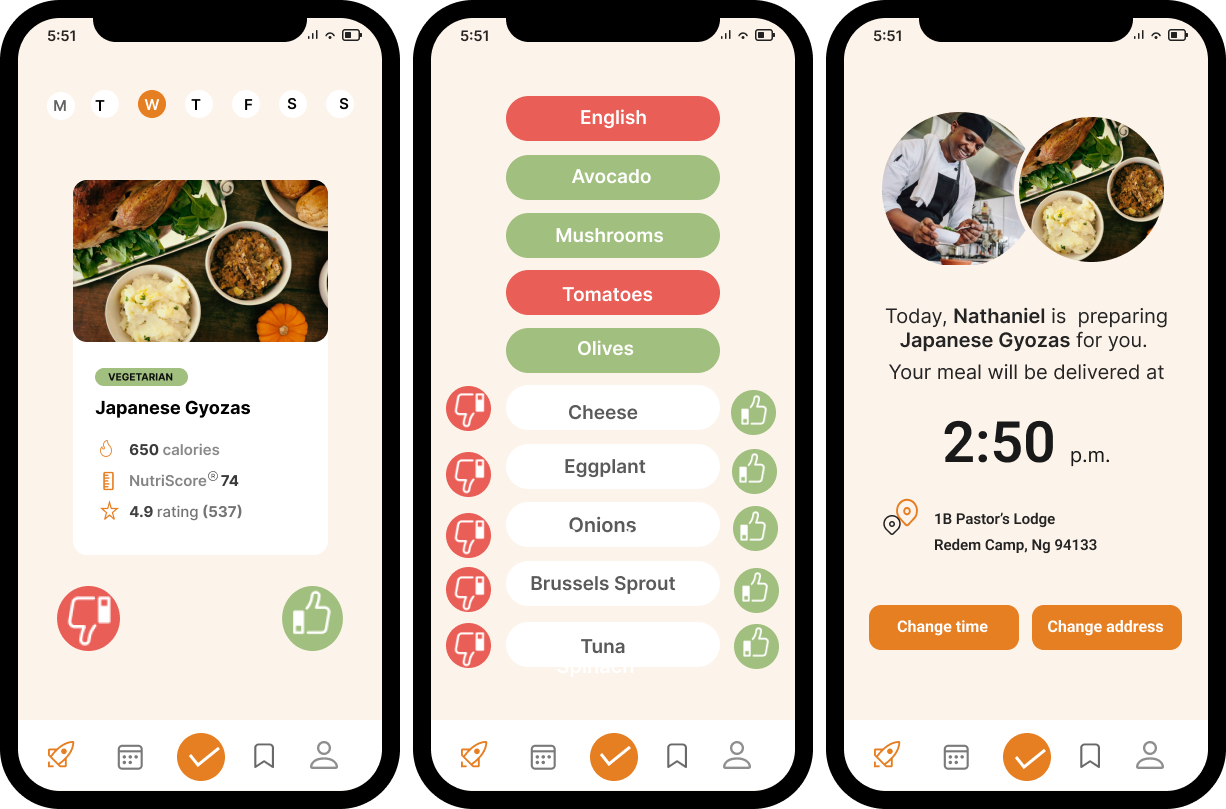 5:51
M T W T F S S
VEGETARIAN
Japanese Gyozas
650 calories
NutriScore® 74
4.9 rating (537)
5:51
English
Avocado
Mushrooms
Tomatoes
Olives
Cheese
Eggplant
Onions
Brussels Sprout
Tuna
Spinach
5:51
Today, Nathaniel is preparing
Japanese Gyozas for you.
Your meal will be delivered at
2:50 p.m.
1B Pastor’s Lodge
Redem Camp, Ng 94133
Change time
Change address